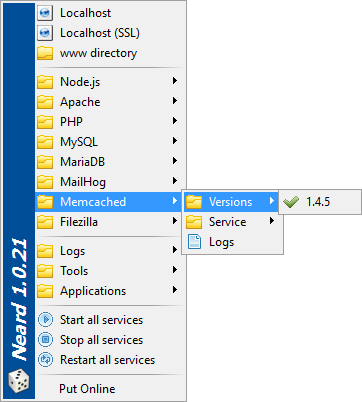 Localhost
Localhost (SSL)
www directory
Node.js
Apache
PHP
MySQL
MariaDB
MailHog
Memcached
Versions
1.4.5
Filezilla
Service
Logs
Logs
Tools
Applications
Start all services
Stop all services
Restart all services
Put Online
Neard 1.0.21